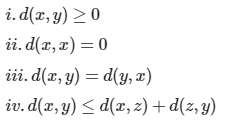 i. d(x, y) ≥ 0
ii. d(x, x) = 0
iii. d(x, y) = d(y, x)
iv. d(x, y) ≤ d(x, z) + d(z, y)